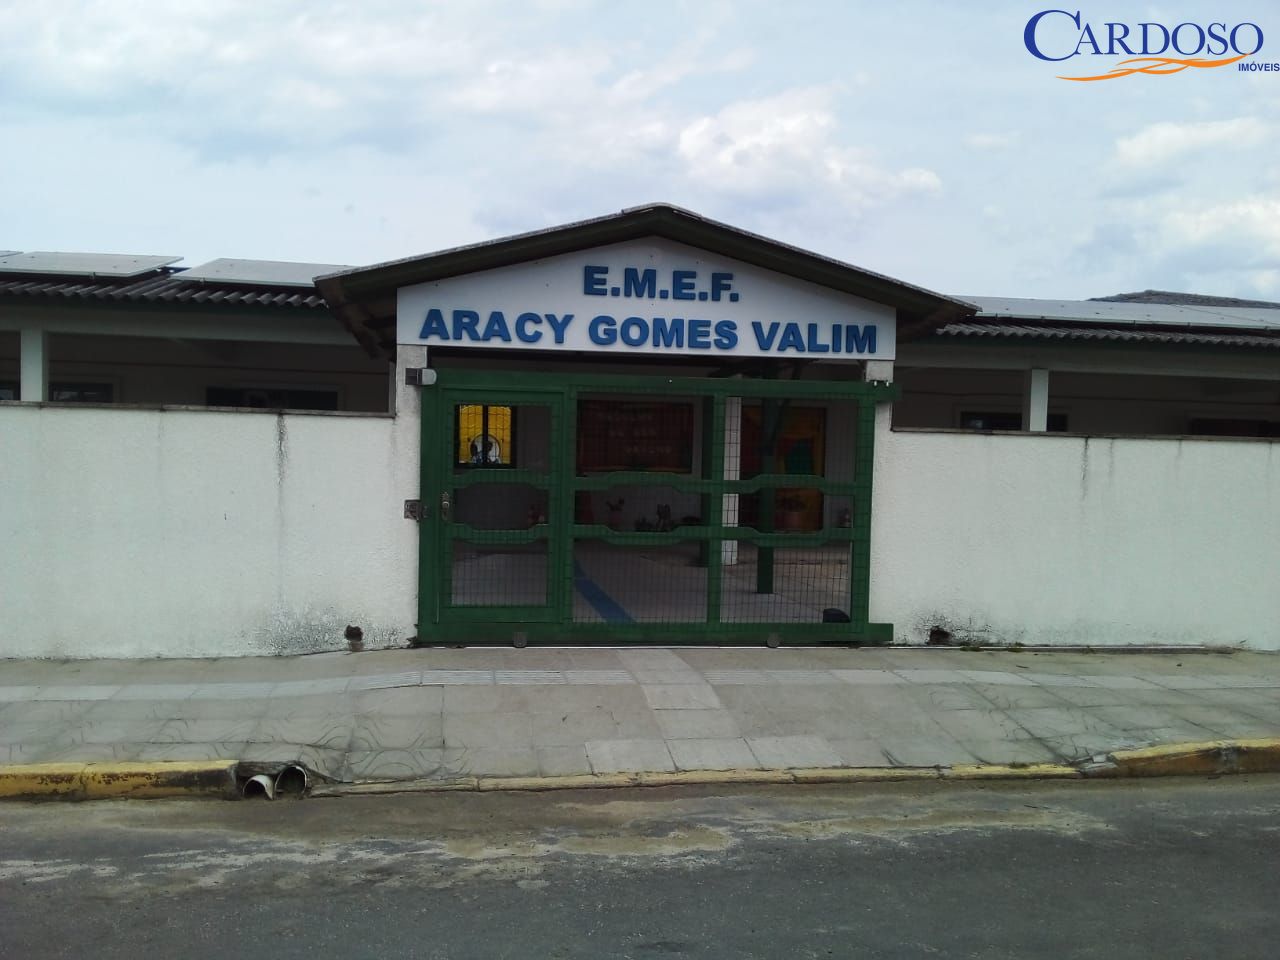 CARDOSO
IMÓVEIS
E.M.E.F.
ARACY GOMES VALIM